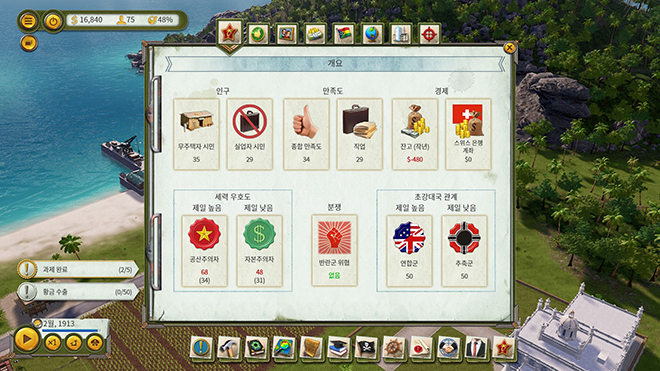 $ 16,840 75 48%
개요
인구 만족도 경제
무주택자 시민 실업자 시민 종합 만족도 직업 잔고 (작년) 스위스 은행 계좌
35 29 34 29 $-480 $0
세력 우호도 분쟁 초강대국 관계
제일 높음 제일 낮음 제일 높음 제일 낮음
공산주의자 자본주의자 반란군 위협 연합군 추축군
68 48 없음 50 50
(34) (31)
과제 완료 (2/5)
황금 수출 (0/50)
2월, 1913
x1